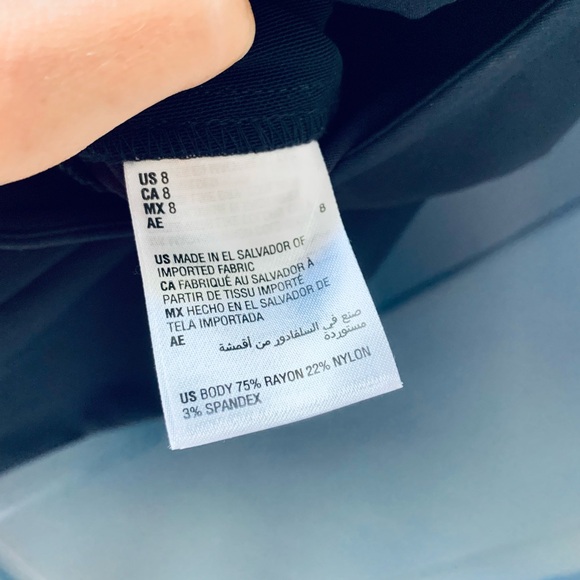 US 8
CA 8
MX 8
AE 8
US MADE IN EL SALVADOR OF
IMPORTED FABRIC
CA FABRIQUÉ AU SALVADOR À
PARTIR DE TISSU IMPORTÉ
MX HECHO EN EL SALVADOR DE
TELA IMPORTADA
AE صنع في السلفادور من أقمشة
مستوردة
US BODY 75% RAYON 22% NYLON
3% SPANDEX